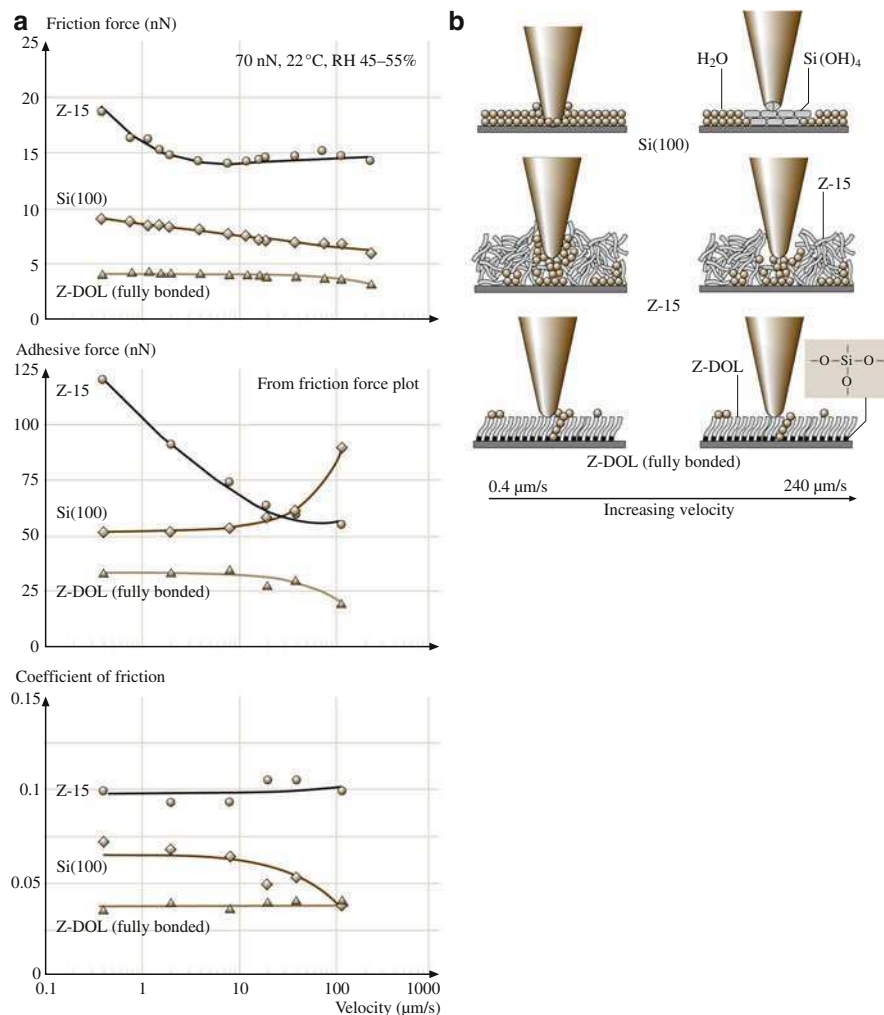 a
Friction force (nN)
25
70 nN, 22 °C, RH 45–55%
20
Z-15
15
Si(100)
10
5
Z-DOL (fully bonded)
0
Adhesive force (nN)
125
Z-15
From friction force plot
100
75
Si(100)
50
25
Z-DOL (fully bonded)
0
Coefficient of friction
0.15
0.1
Z-15
Si(100)
0.05
Z-DOL (fully bonded)
0
0.1 1 10 100 1000
Velocity (μm/s)
b
H₂O Si(OH)₄
Si(100)
Z-15
Z-15
Z-DOL
–O–Si–O–
O
Z-DOL (fully bonded)
0.4 μm/s 240 μm/s
Increasing velocity